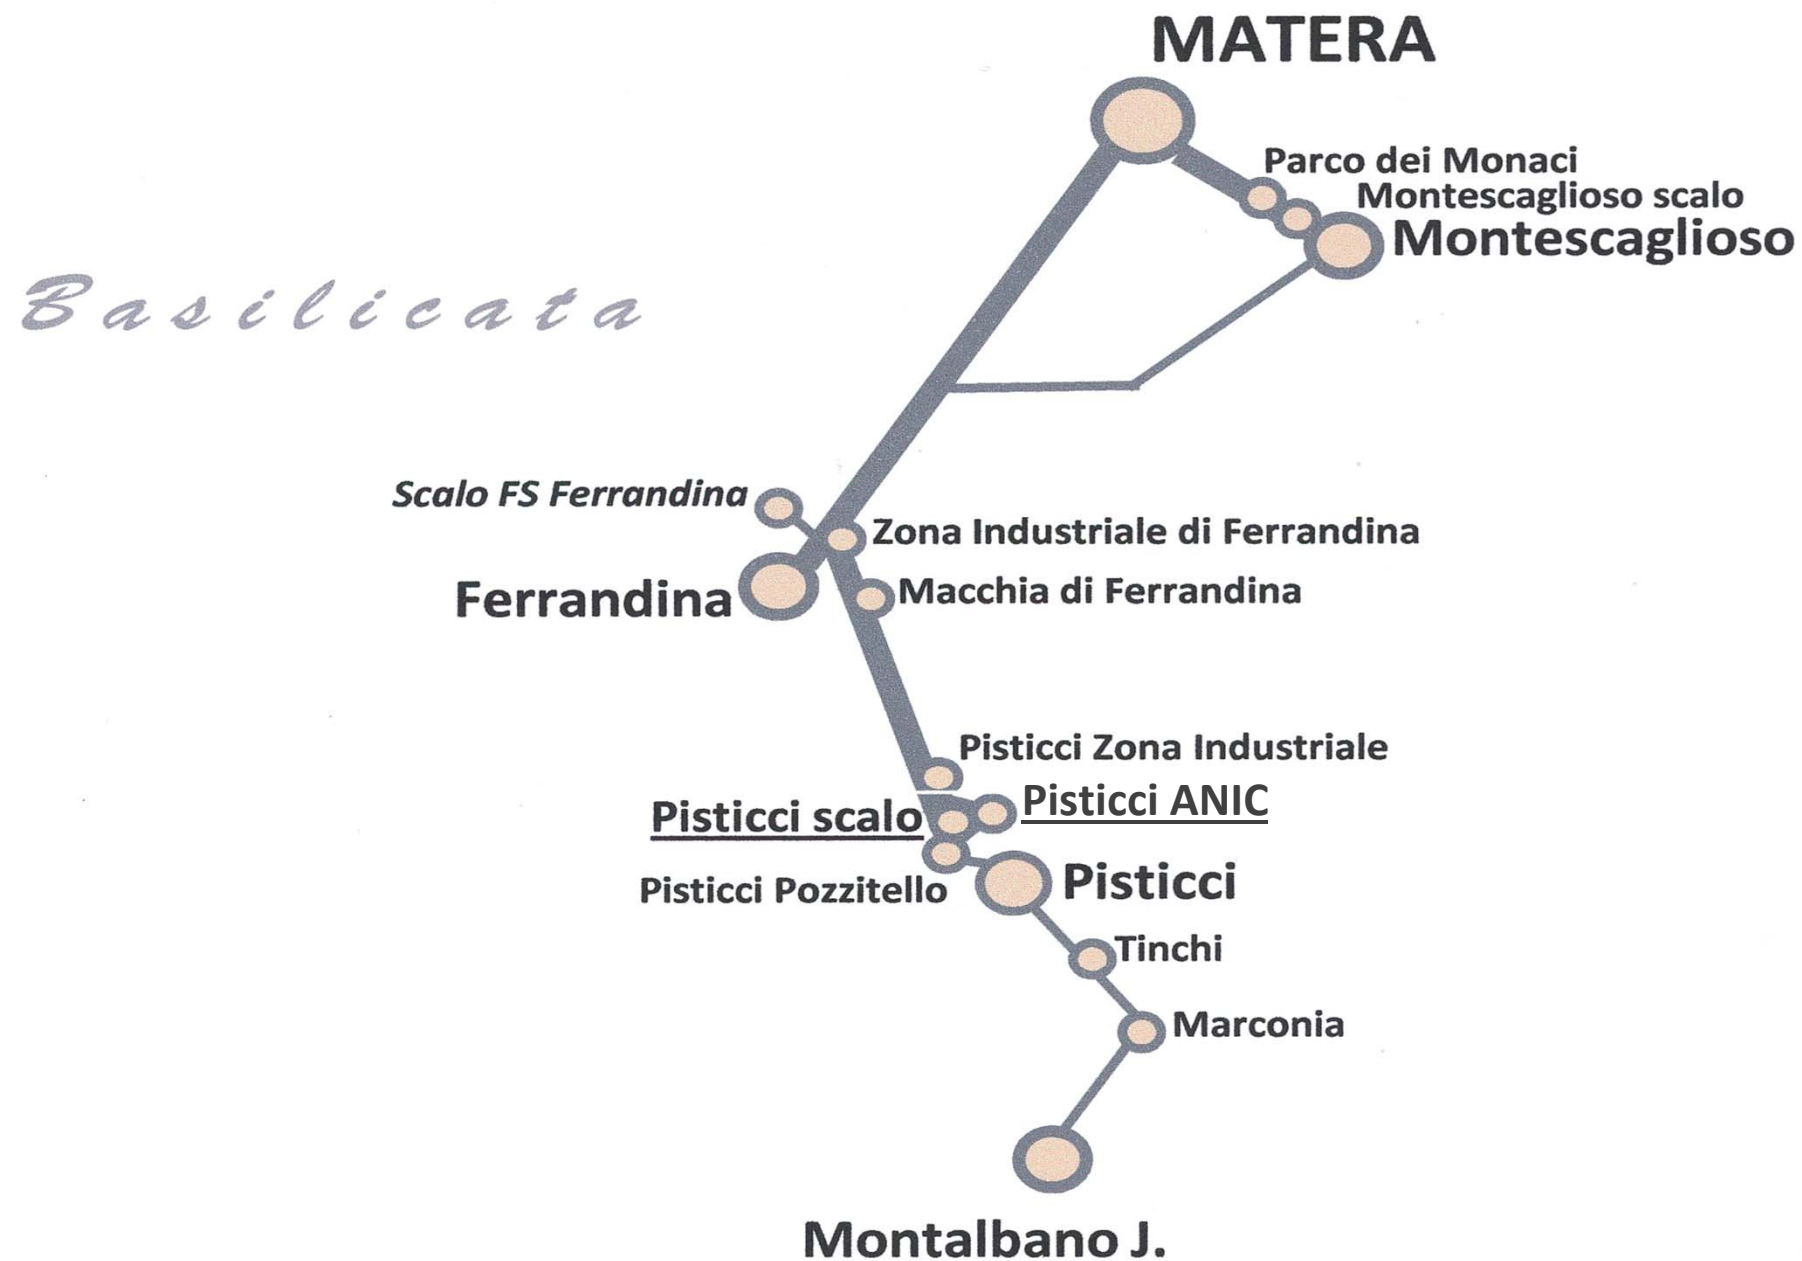 MATERA
Parco dei Monaci
Montescaglioso scalo
Montescaglioso
Basilicata
Scalo FS Ferrandina
Zona Industriale di Ferrandina
Ferrandina
Macchia di Ferrandina
Pisticci Zona Industriale
Pisticci ANIC
Pisticci scalo
Pisticci Pozzitello
Pisticci
Tinchi
Marconia
Montalbano J.